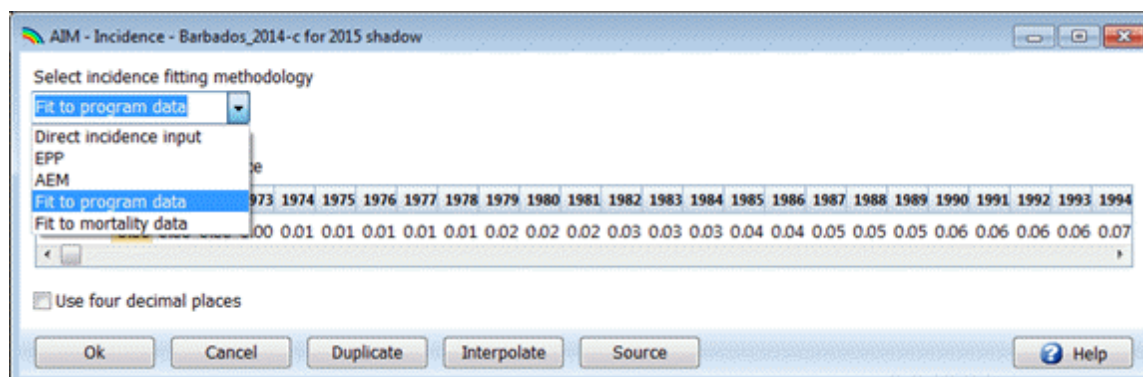 AIM - Incidence - Barbados_2014-c for 2015 shadow
Select incidence fitting methodology
Fit to program data
Direct incidence input
EPP
AEM
Fit to program data
Fit to mortality data
1974 1975 1976 1977 1978 1979 1980 1981 1982 1983 1984 1985 1986 1987 1988 1989 1990 1991 1992 1993 1994
0.01 0.01 0.01 0.01 0.01 0.02 0.02 0.02 0.03 0.03 0.03 0.04 0.04 0.05 0.05 0.05 0.06 0.06 0.06 0.06 0.07
Use four decimal places
Ok Cancel Duplicate Interpolate Source Help